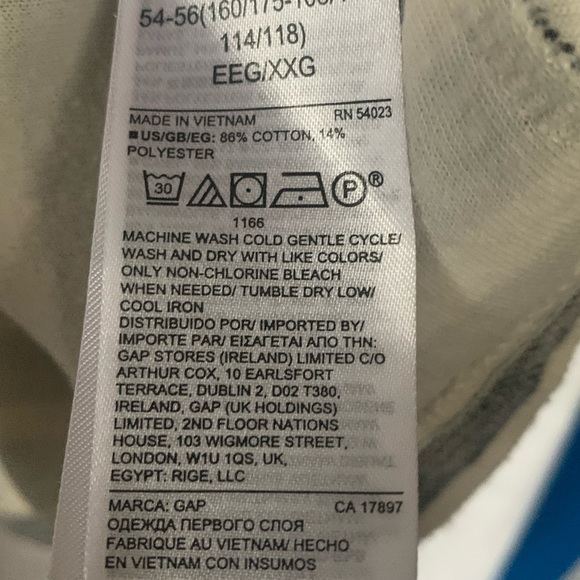 54-56(160/175-
114/118)
EEG/XXG
MADE IN VIETNAM RN 54023
US/GB/EG: 86% COTTON, 14%
POLYESTER
30 P®
1166
MACHINE WASH COLD GENTLE CYCLE/
WASH AND DRY WITH LIKE COLORS/
ONLY NON-CHLORINE BLEACH
WHEN NEEDED/ TUMBLE DRY LOW/
COOL IRON
DISTRIBUIDO POR/ IMPORTED BY/
IMPORTE PAR/ ΕΙΣΑΓΕΤΑΙ ΑΠΟ ΤΗΝ:
GAP STORES (IRELAND) LIMITED C/O
ARTHUR COX, 10 EARLSFORT
TERRACE, DUBLIN 2, D02 T380,
IRELAND, GAP (UK HOLDINGS)
LIMITED, 2ND FLOOR NATIONS
HOUSE, 103 WIGMORE STREET,
LONDON, W1U 1QS, UK,
EGYPT: RIGE, LLC
MARCA: GAP CA 17897
ОДЕЖДА ПЕРВОГО СЛОЯ
FABRIQUE AU VIETNAM/ HECHO
EN VIETNAM CON INSUMOS